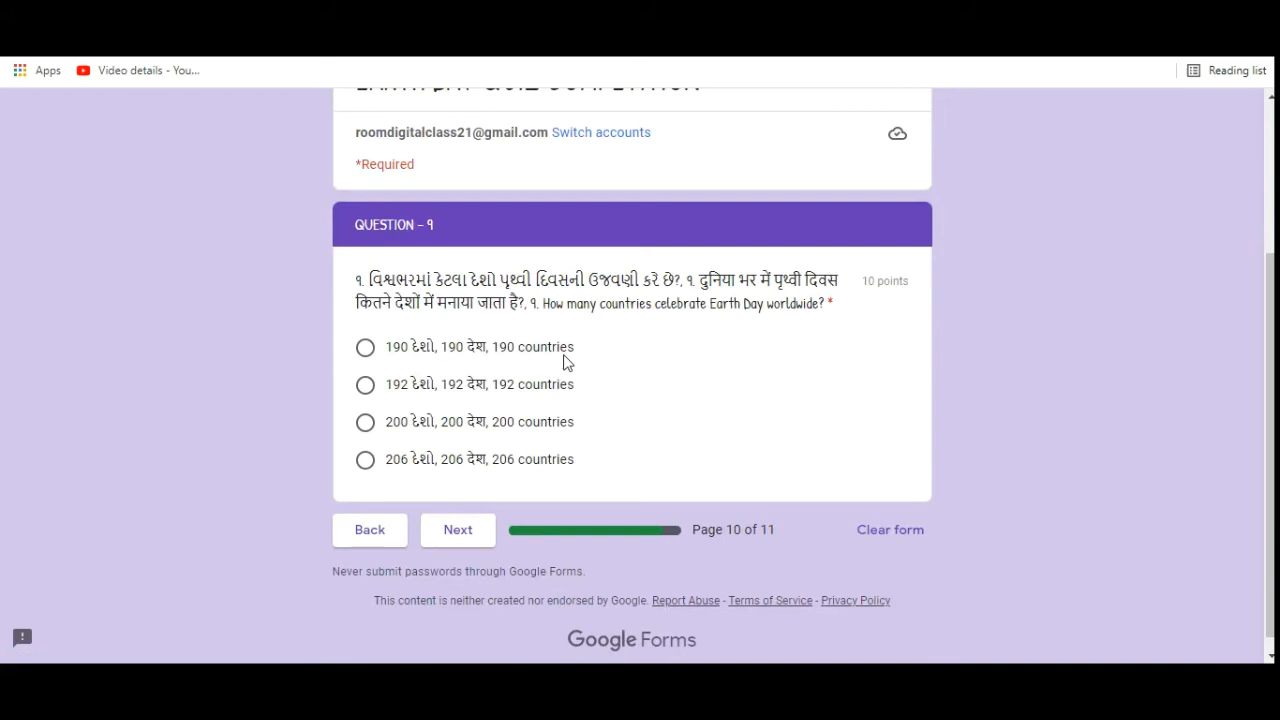 Apps
Video details - You...
Reading list
EARTH DAY QUIZ COMPETITION
roomdigitalclass21@gmail.com Switch accounts
*Required
QUESTION – ૧
૧. વિશ્વભરમાં કેટલા દેશો પૃથ્વી દિવસની ઉજવણી કરે છે?, ૧. दुनिया भर में पृथ्वी दिवस
10 points
कितने देशों में मनाया जाता है?, ૧. How many countries celebrate Earth Day worldwide? *
190 દેશો, 190 देश, 190 countries
192 દેશો, 192 देश, 192 countries
200 દેશો, 200 देश, 200 countries
206 દેશો, 206 देश, 206 countries
Back
Next
Page 10 of 11
Clear form
Never submit passwords through Google Forms.
This content is neither created nor endorsed by Google. Report Abuse - Terms of Service - Privacy Policy
Google Forms